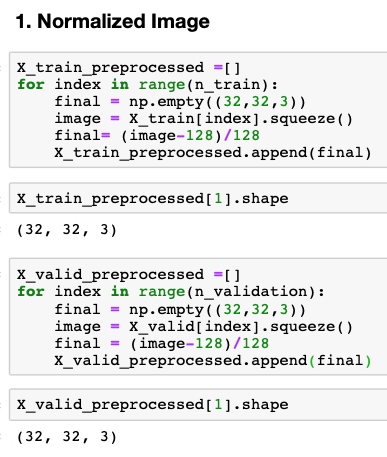 1. Normalized Image
X_train_preprocessed =[]
for index in range(n_train):
    final = np.empty((32,32,3))
    image = X_train[index].squeeze()
    final= (image-128)/128
    X_train_preprocessed.append(final)
X_train_preprocessed[1].shape
(32, 32, 3)
X_valid_preprocessed =[]
for index in range(n_validation):
    final = np.empty((32,32,3))
    image = X_valid[index].squeeze()
    final = (image-128)/128
    X_valid_preprocessed.append(final)
X_valid_preprocessed[1].shape
(32, 32, 3)